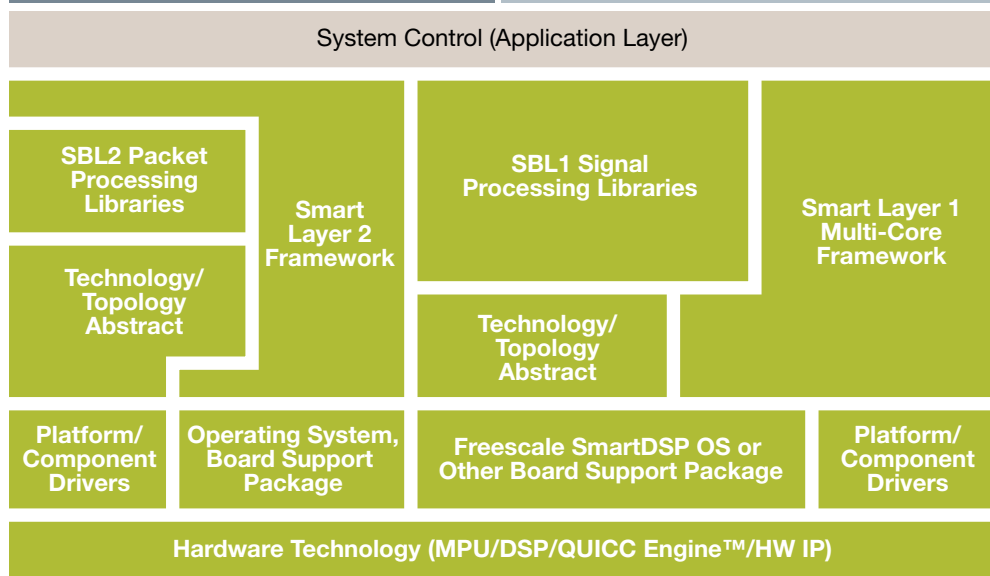 System Control (Application Layer)
SBL2 Packet
Processing
Libraries
Smart
Layer 2
Framework
Technology/
Topology
Abstract
SBL1 Signal
Processing Libraries
Smart Layer 1
Multi-Core
Framework
Technology/
Topology
Abstract
Platform/
Component
Drivers
Operating System,
Board Support
Package
Freescale SmartDSP OS or
Other Board Support Package
Platform/
Component
Drivers
Hardware Technology (MPU/DSP/QUICC Engine™/HW IP)